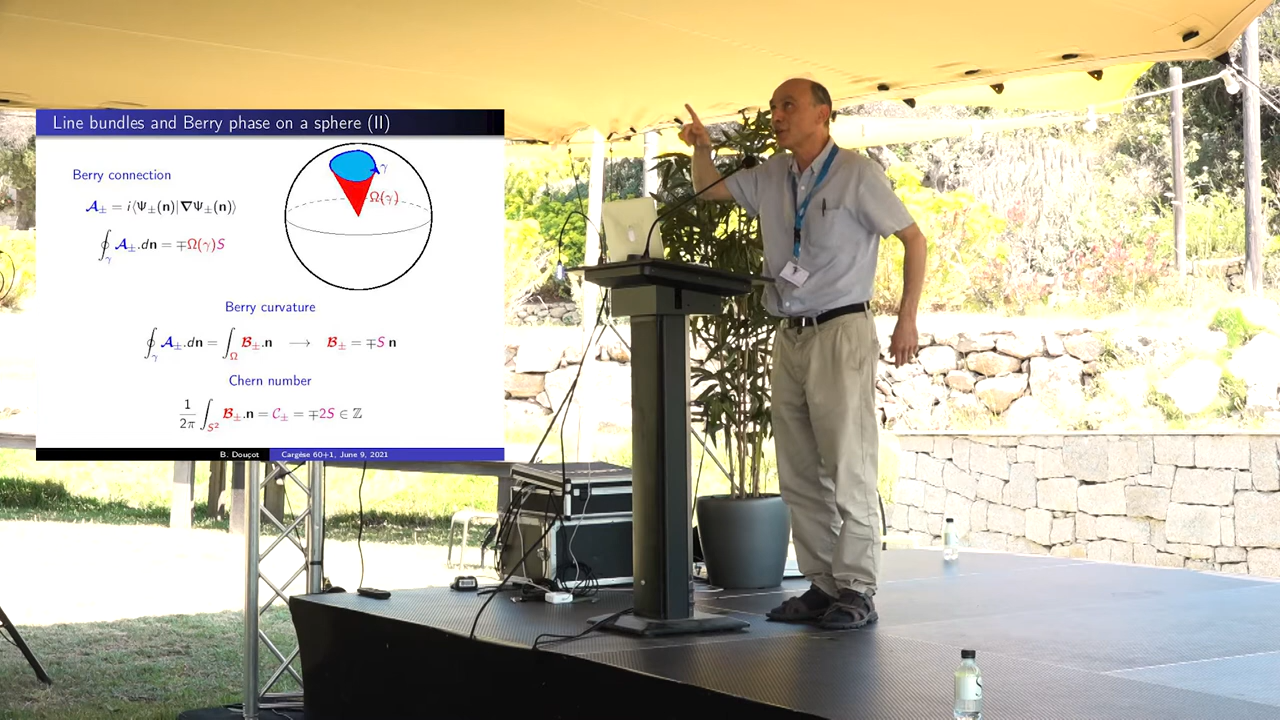 Line bundles and Berry phase on a sphere (II)
Berry connection
𝓐± = i⟨Ψ±(n)|∇Ψ±(n)⟩
∮γ 𝓐±.dn = ∓Ω(γ)S
γ
Ω(γ)
Berry curvature
∮γ 𝓐±.dn = ∫Ω 𝓑±.n ⟶ 𝓑± = ∓S n
Chern number
1/2π ∫S² 𝓑±.n = 𝓒± = ∓2S ∈ ℤ
B. Douçot Cargèse 60+1, June 9, 2021